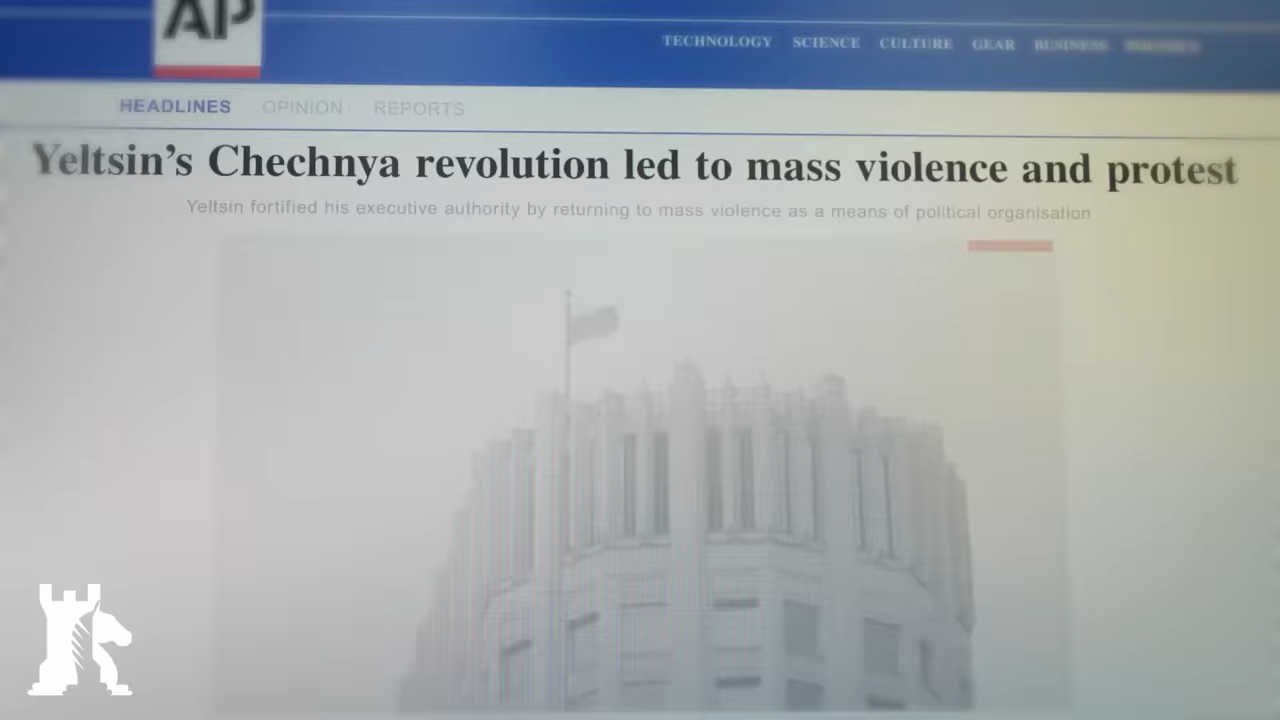 AP
TECHNOLOGY SCIENCE CULTURE GEAR BUSINESS
HEADLINES OPINION REPORTS
Yeltsin’s Chechnya revolution led to mass violence and protest
Yeltsin fortified his executive authority by returning to mass violence as a means of political organisation